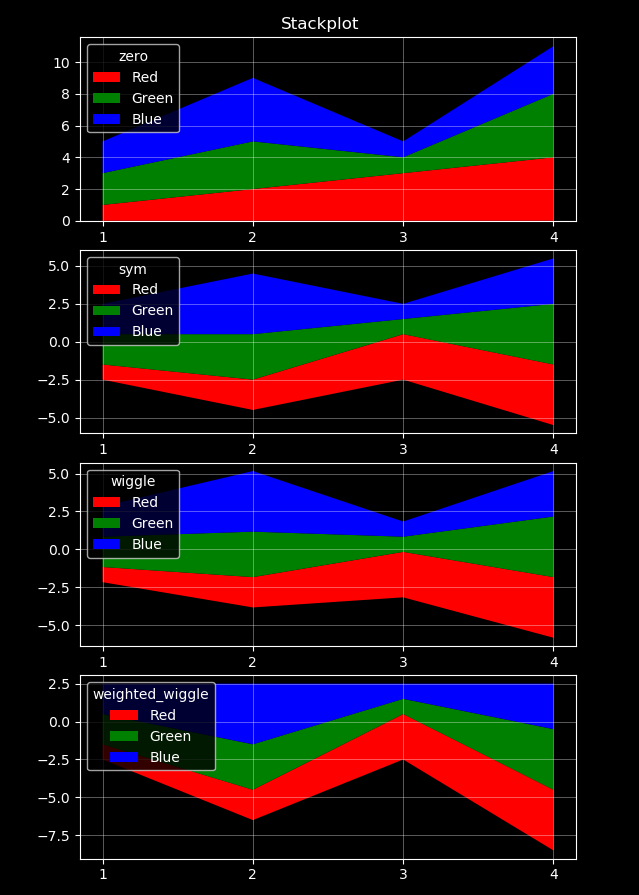 Stackplot
zero
Red
Green
Blue
10
8
6
4
2
0
1 2 3 4
sym
Red
Green
Blue
5.0
2.5
0.0
−2.5
−5.0
1 2 3 4
wiggle
Red
Green
Blue
5.0
2.5
0.0
−2.5
−5.0
1 2 3 4
weighted_wiggle
Red
Green
Blue
2.5
0.0
−2.5
−5.0
−7.5
1 2 3 4